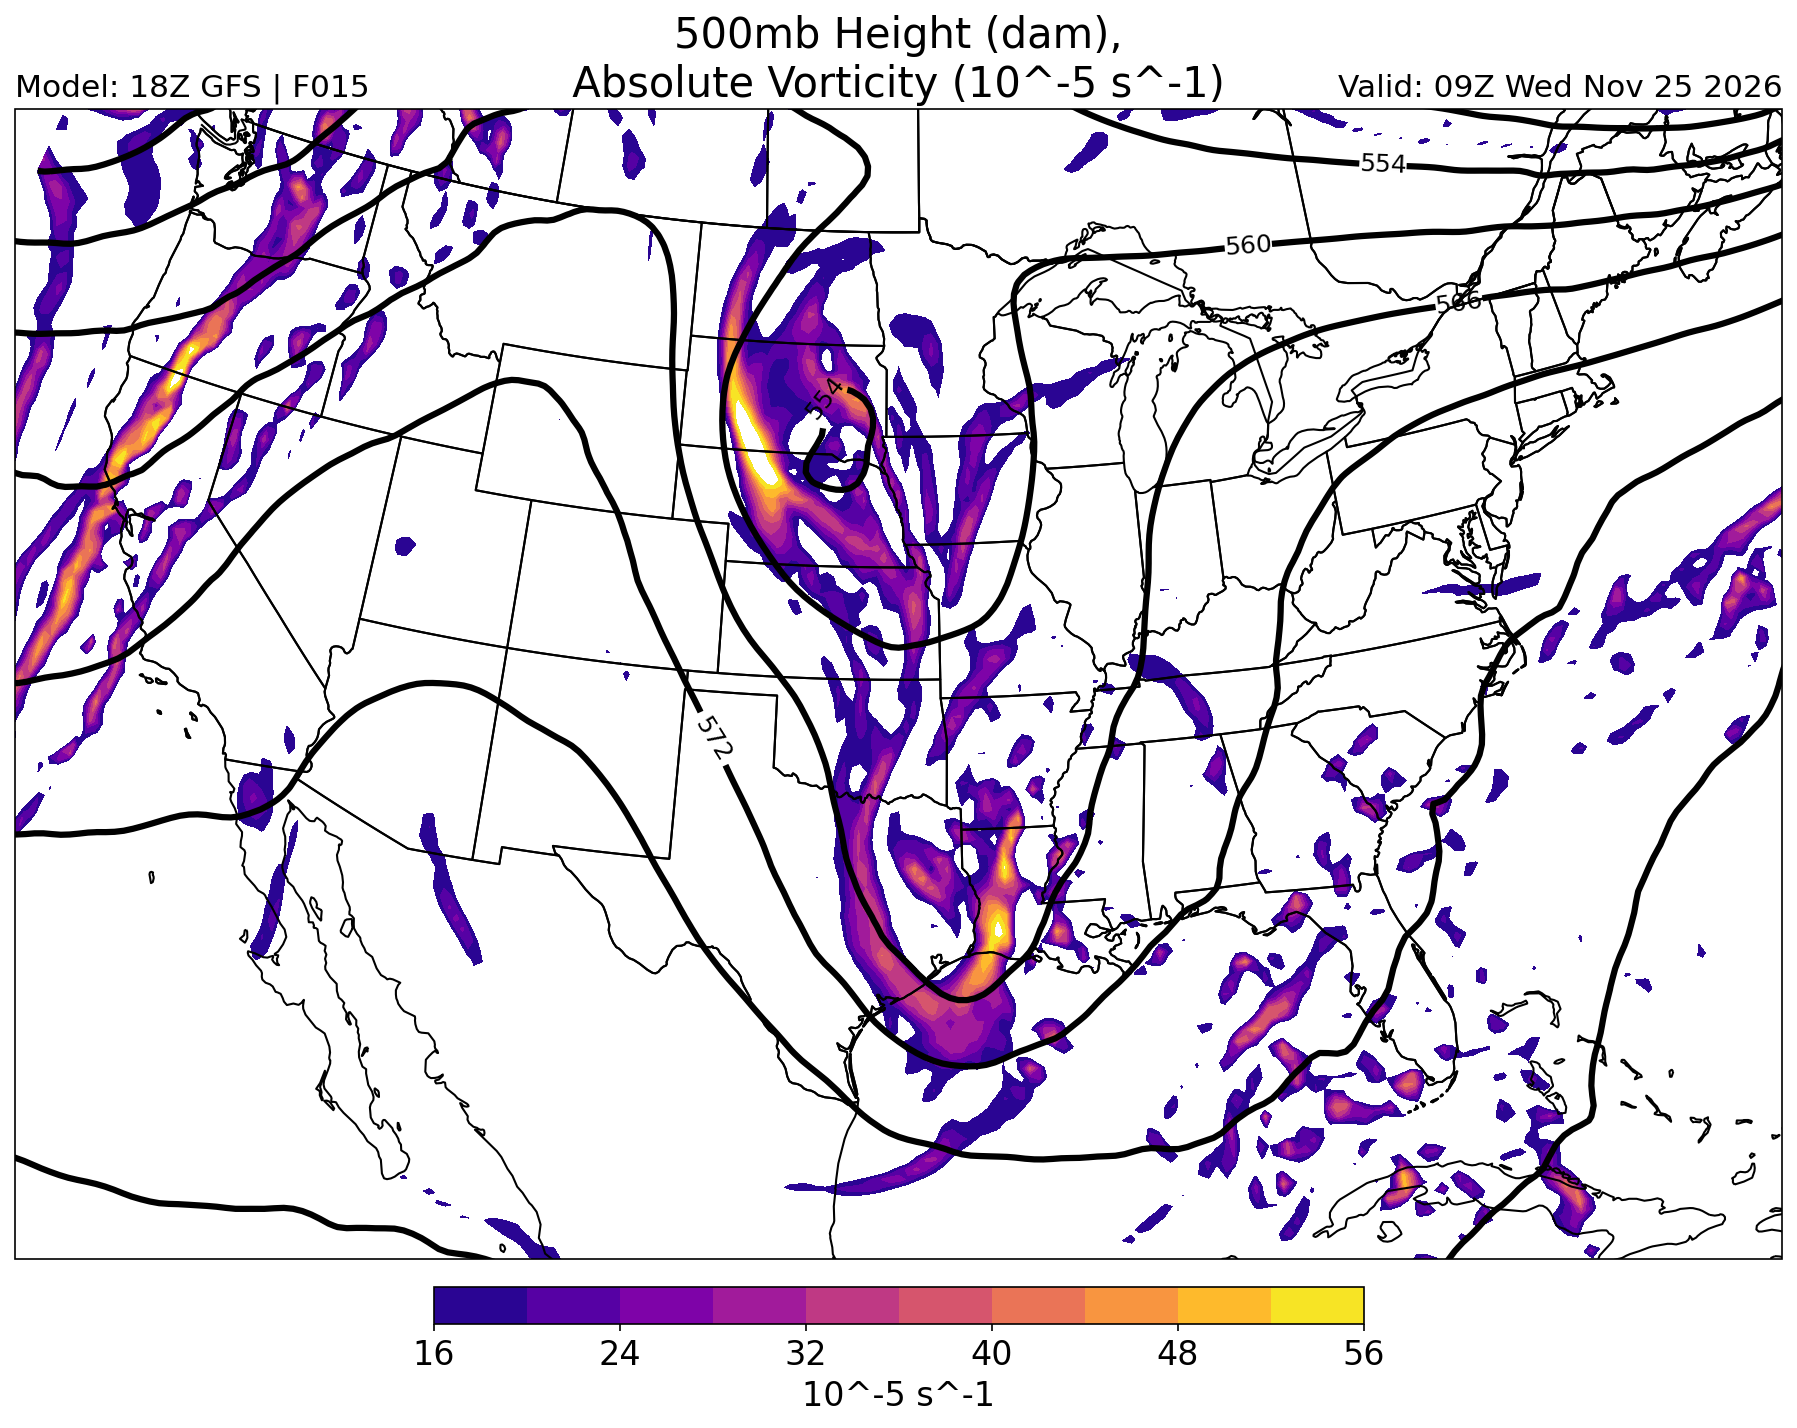 500mb Height (dam),
Absolute Vorticity (10^-5 s^-1)
Model: 18Z GFS | F015
Valid: 09Z Wed Nov 25 2026
554
560
566
554
572
16 24 32 40 48 56
10^-5 s^-1